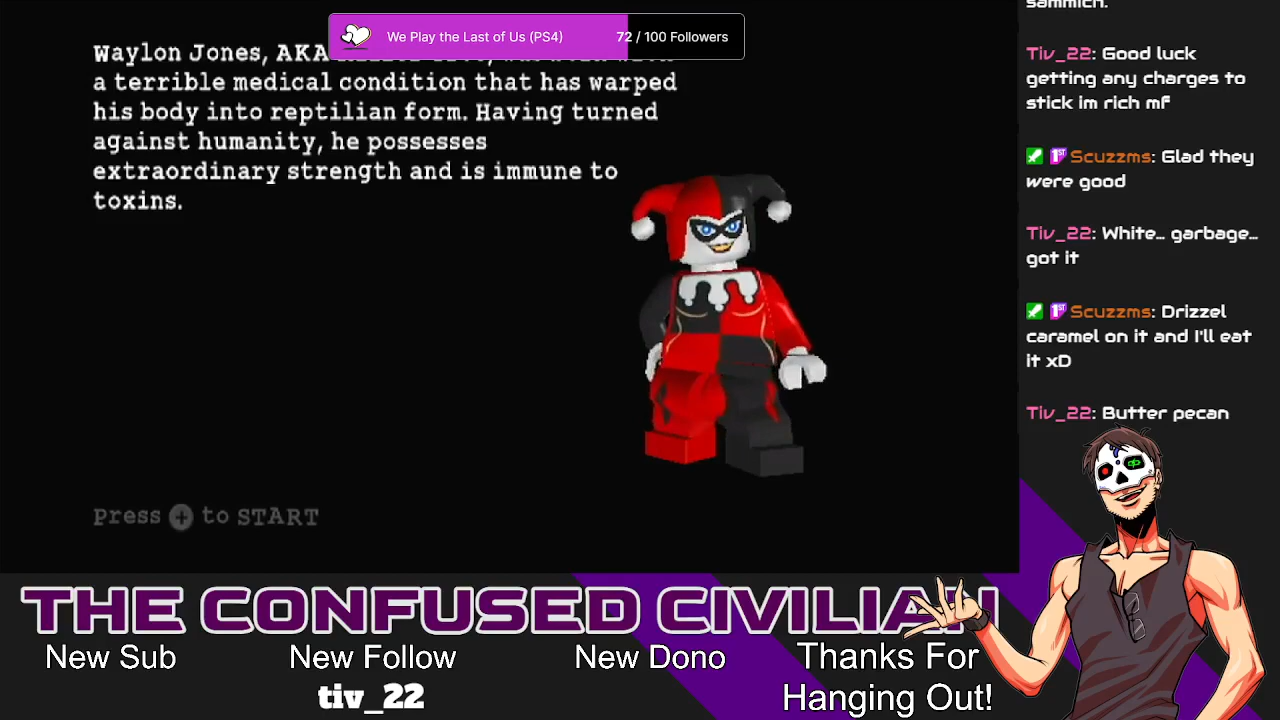 We Play the Last of Us (PS4) 72 / 100 Followers
Waylon Jones, AKA
a terrible medical condition that has warped
his body into reptilian form. Having turned
against humanity, he possesses
extraordinary strength and is immune to
toxins.
Press + to START
sammich.
Tiv_22: Good luck
getting any charges to
stick im rich mf
1ST Scuzzms: Glad they
were good
Tiv_22: White... garbage...
got it
1ST Scuzzms: Drizzel
caramel on it and I'll eat
it xD
Tiv_22: Butter pecan
THE CONFUSED CIVILIAN
New Sub
New Follow
tiv_22
New Dono
Thanks For
Hanging Out!